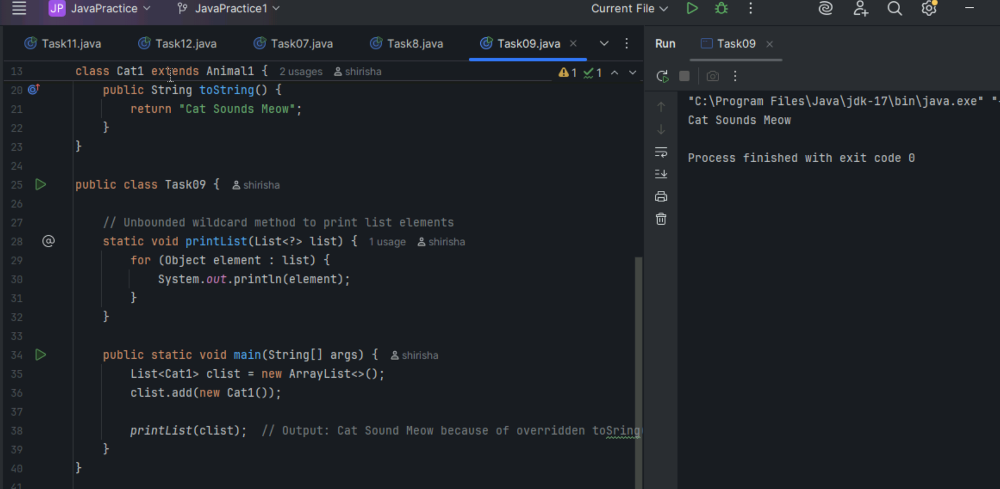 JP JavaPractice JavaPractice1 Current File
Task11.java Task12.java Task07.java Task8.java Task09.java Run Task09
13 class Cat1 extends Animal1 { 2 usages shirisha 1 1
20 public String toString() {
21 return "Cat Sounds Meow";
22 }
23 }
24
25 public class Task09 { shirisha
26
27 // Unbounded wildcard method to print list elements
28 static void printList(List<?> list) { 1 usage shirisha
29 for (Object element : list) {
30 System.out.println(element);
31 }
32 }
33
34 public static void main(String[] args) { shirisha
35 List<Cat1> clist = new ArrayList<>();
36 clist.add(new Cat1());
37
38 printList(clist); // Output: Cat Sound Meow because of overridden toSring
39 }
40 }
41
"C:\Program Files\Java\jdk-17\bin\java.exe" "-
Cat Sounds Meow
Process finished with exit code 0